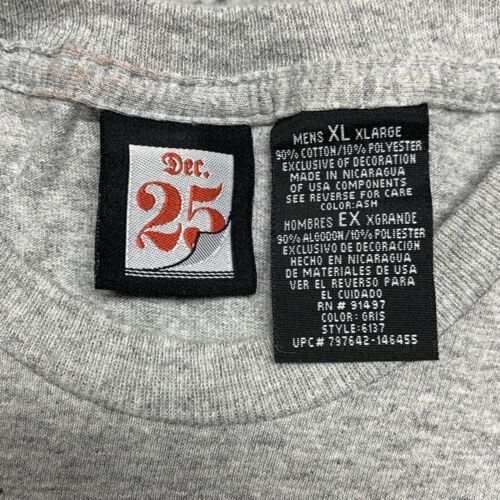 Dec.
25
MENS XL XLARGE
90% COTTON/10% POLYESTER
EXCLUSIVE OF DECORATION
MADE IN NICARAGUA
OF USA COMPONENTS
SEE REVERSE FOR CARE
COLOR:ASH
HOMBRES EX XGRANDE
90% ALGODON/10% POLIESTER
EXCLUSIVO DE DECORACIÓN
HECHO EN NICARAGUA
DE MATERIALES DE USA
VER EL REVERSO PARA
EL CUIDADO
RN # 91497
COLOR: GRIS
STYLE:6137
UPC# 797642-146455